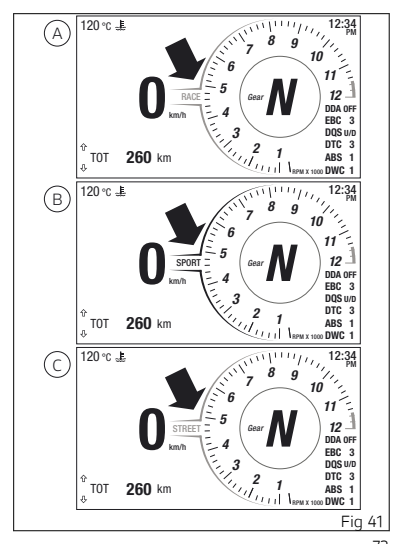 A
120 °C
12:34
PM
0
km/h
RACE
Gear
N
1
2
3
4
5
6
7
8
9
10
11
12
RPM X 1000
DDA OFF
EBC 3
DQS U/D
DTC 3
ABS 1
DWC 1
TOT 260 km
B
120 °C
12:34
PM
0
km/h
SPORT
Gear
N
1
2
3
4
5
6
7
8
9
10
11
12
RPM X 1000
DDA OFF
EBC 3
DQS U/D
DTC 3
ABS 1
DWC 1
TOT 260 km
C
120 °C
12:34
PM
0
km/h
STREET
Gear
N
1
2
3
4
5
6
7
8
9
10
11
12
RPM X 1000
DDA OFF
EBC 3
DQS U/D
DTC 3
ABS 1
DWC 1
TOT 260 km
Fig 41